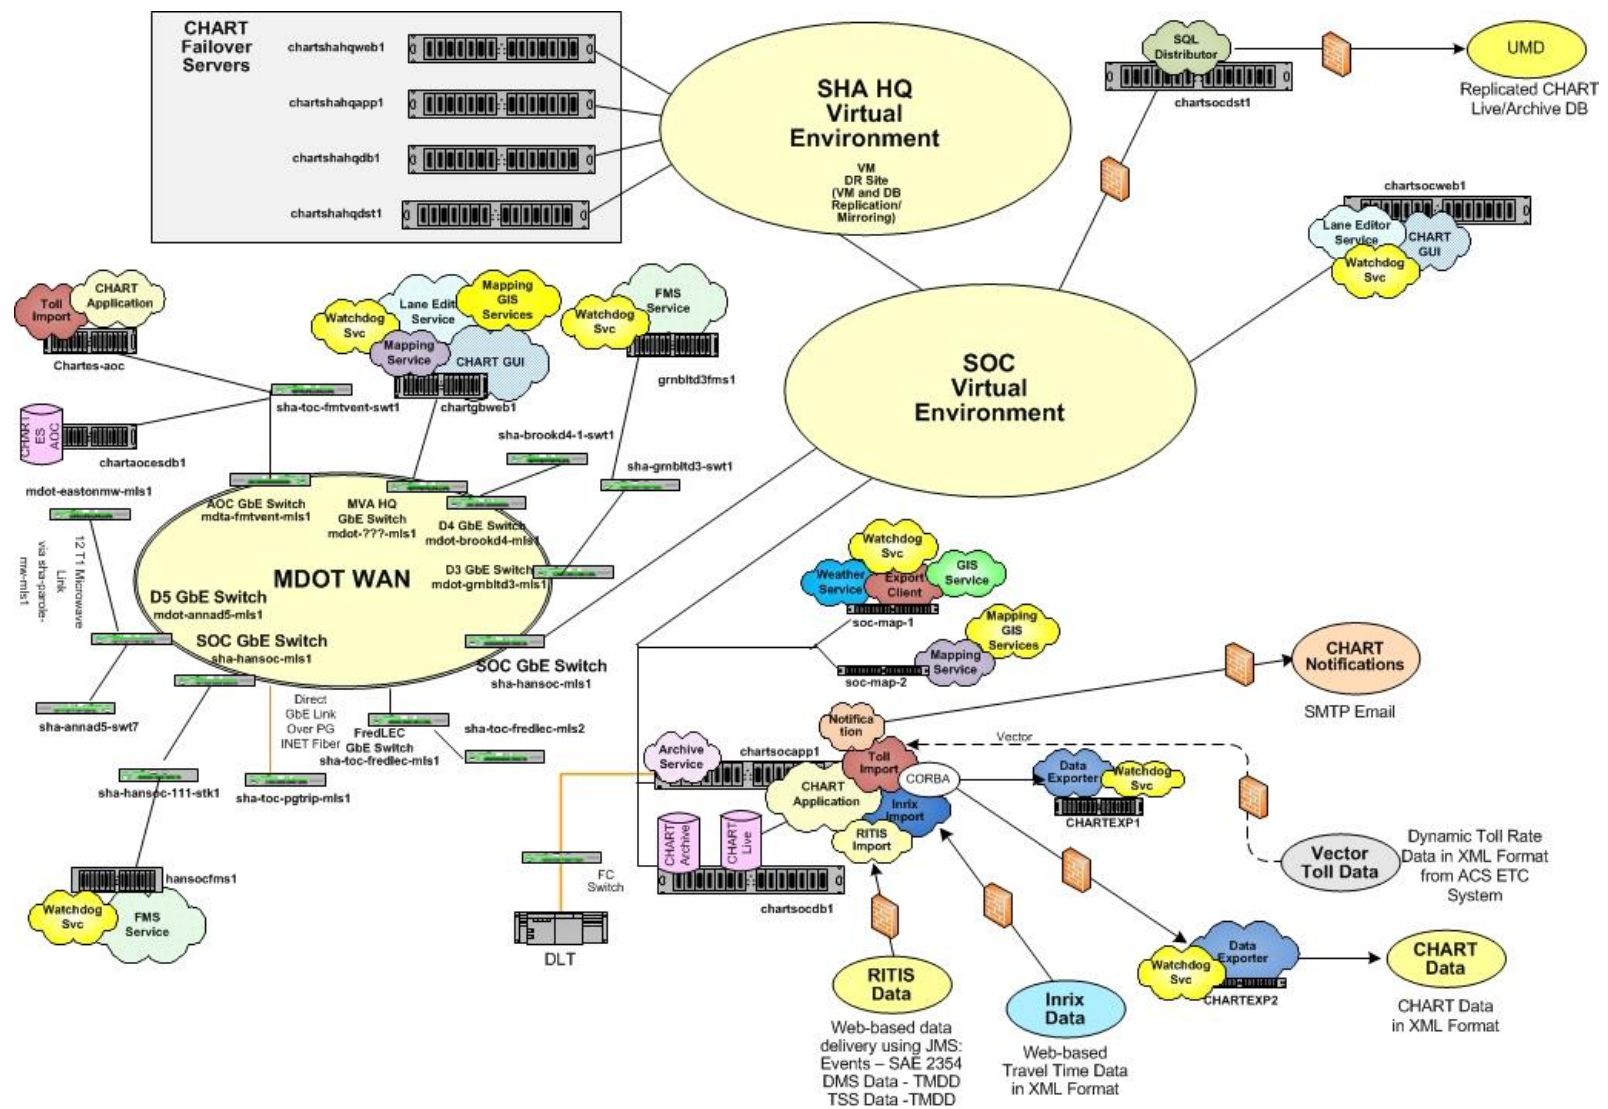 CHART
Failover
Servers
chartshahqweb1
chartshahqapp1
chartshahqdb1
chartshahqdst1
SHA HQ
Virtual
Environment
VM
DR Site
(VM and DB
Replication/
Mirroring)
SQL
Distributor
chartsocdst1
UMD
Replicated CHART
Live/Archive DB
chartsocweb1
Lane Editor
Service
CHART
GUI
Watchdog
Svc
SOC
Virtual
Environment
Toll
Import
CHART
Application
Chartes-aoc
sha-toc-fmtvent-swt1
CHART
ES
AOC
chartaocesdb1
Watchdog
Svc
Lane Edit
Service
Mapping
GIS
Services
Mapping
Service
CHART GUI
chartgbweb1
Watchdog
Svc
FMS
Service
grnbltd3fms1
sha-brookd4-1-swt1
sha-grnbltd3-swt1
mdot-eastonmw-mls1
12 T1 Microwave
Link
via sha-parole-
mw-mls1
AOC GbE Switch
mdta-fmtvent-mls1
MVA HQ
GbE Switch
mdot-???-mls1
D4 GbE Switch
mdot-brookd4-mls1
MDOT WAN
D3 GbE Switch
mdot-grnbltd3-mls1
D5 GbE Switch
mdot-annad5-mls1
SOC GbE Switch
sha-hansoc-mls1
SOC GbE Switch
sha-hansoc-mls1
sha-annad5-swt7
Direct
GbE Link
Over PG
INET Fiber
FredLEC
GbE Switch
sha-toc-fredlec-mls1
sha-toc-fredlec-mls2
sha-hansoc-111-stk1
sha-toc-pgtrip-mls1
hansocfms1
Watchdog
Svc
FMS
Service
Watchdog
Svc
Weather
Service
Export
Client
GIS
Service
soc-map-1
Mapping
GIS
Services
Mapping
Service
soc-map-2
CHART
Notifications
SMTP Email
Notifica
tion
Archive
Service
chartsocapp1
Toll
Import
CORBA
CHART
Application
Inrix
Import
RITIS
Import
Vector
Data
Exporter
Watchdog
Svc
CHARTEXP1
CHART
Archive
CHART
Live
chartsocdb1
FC
Switch
DLT
Vector
Toll Data
Dynamic Toll Rate
Data in XML Format
from ACS ETC
System
RITIS
Data
Web-based data
delivery using JMS:
Events – SAE 2354
DMS Data - TMDD
TSS Data -TMDD
Inrix
Data
Web-based
Travel Time Data
in XML Format
Data
Exporter
Watchdog
Svc
CHARTEXP2
CHART
Data
CHART Data
in XML Format